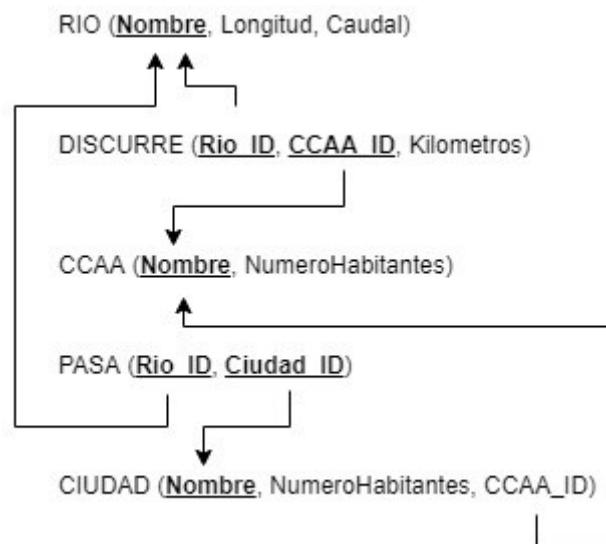 RIO (Nombre, Longitud, Caudal)
DISCURRE (Rio_ID, CCAA_ID, Kilometros)
CCAA (Nombre, NumeroHabitantes)
PASA (Rio_ID, Ciudad_ID)
CIUDAD (Nombre, NumeroHabitantes, CCAA_ID)